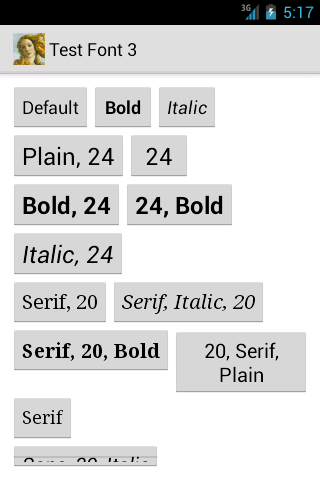 3G 5:17
Test Font 3
Default Bold Italic
Plain, 24 24
Bold, 24 24, Bold
Italic, 24
Serif, 20 Serif, Italic, 20
Serif, 20, Bold 20, Serif,
Plain
Serif